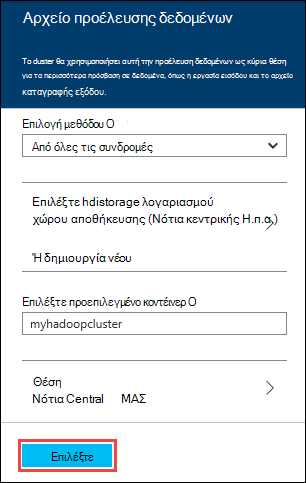 Αρχείο προέλευσης δεδομένων
Το duster θα χρησιμοποιήσει αυτή την προέλευση δεδομένων ως κύρια θέση
για τα περισσότερα πρόσβαση σε δεδομένα, όπως η εργασία εισόδου και το αρχείο
καταγραφής εξόδου.
Επιλογή μεθόδου Ο
Από όλες τις συνδρομές
Επιλέξτε hdistorage λογαριασμού
χώρου αποθήκευσης (Νότια κεντρικής Η.π.α.)
Ή δημιουργία νέου
Επιλέξτε προεπιλεγμένο κοντέινερ Ο
myhadoopcluster
Θέση
Νότια Central ΜΑΣ
Επιλέξτε